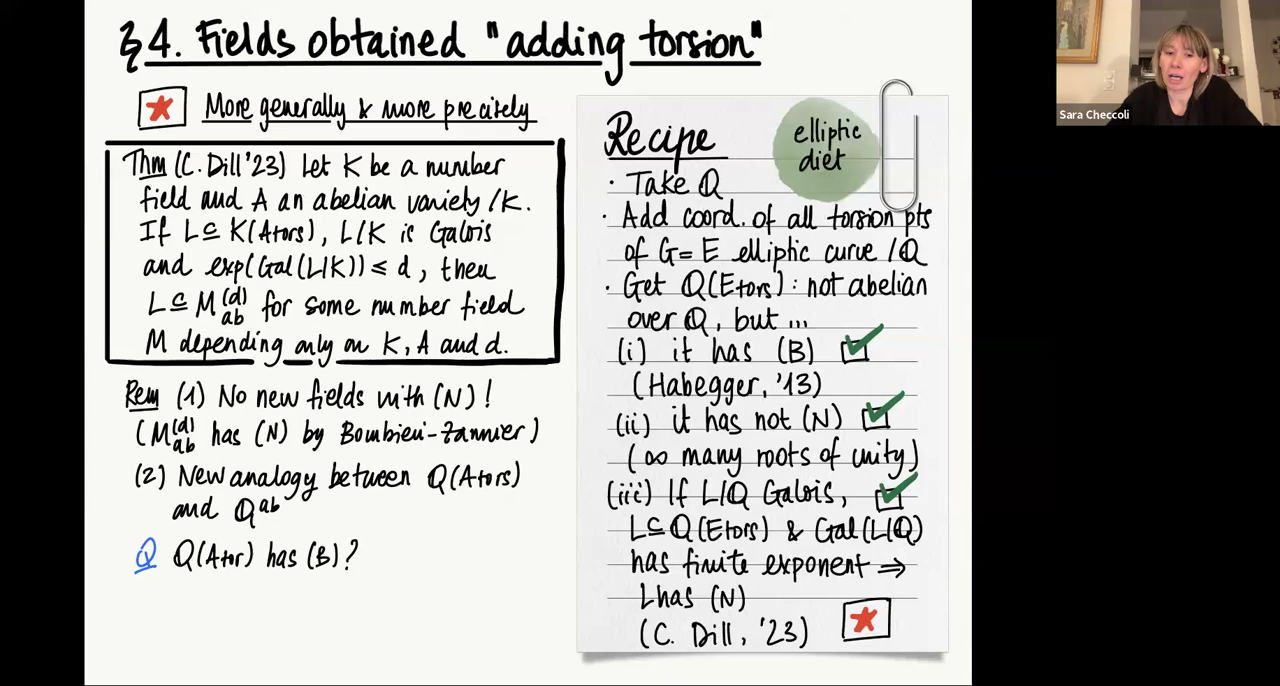 §4. Fields obtained "adding torsion"
More generally & more precisely
Thm (C. Dill '23) Let K be a number
field and A an abelian variety /K.
If L ⊆ K(Ators), L/K is Galois
and exp(Gal(L/K)) ≤ d, then
L ⊆ M_ab^(d) for some number field
M depending only on K, A and d.
Rem (1) No new fields with (N)!
(M_ab^(d) has (N) by Bombieri-Zannier)
(2) New analogy between Q(Ators)
and Q^ab
Q Q(Ator) has (B)?
Recipe
elliptic
diet
· Take Q
· Add coord. of all torsion pts
of G = E elliptic curve /Q
· Get Q(Etors): not abelian
over Q, but ...
(i) it has (B)
(Habegger, '13)
(ii) it has not (N)
(∞ many roots of unity)
(iii) If L/Q Galois,
L ⊆ Q(Etors) & Gal(L/Q)
has finite exponent ⇒
L has (N)
(C. Dill, '23)
Sara Checcoli